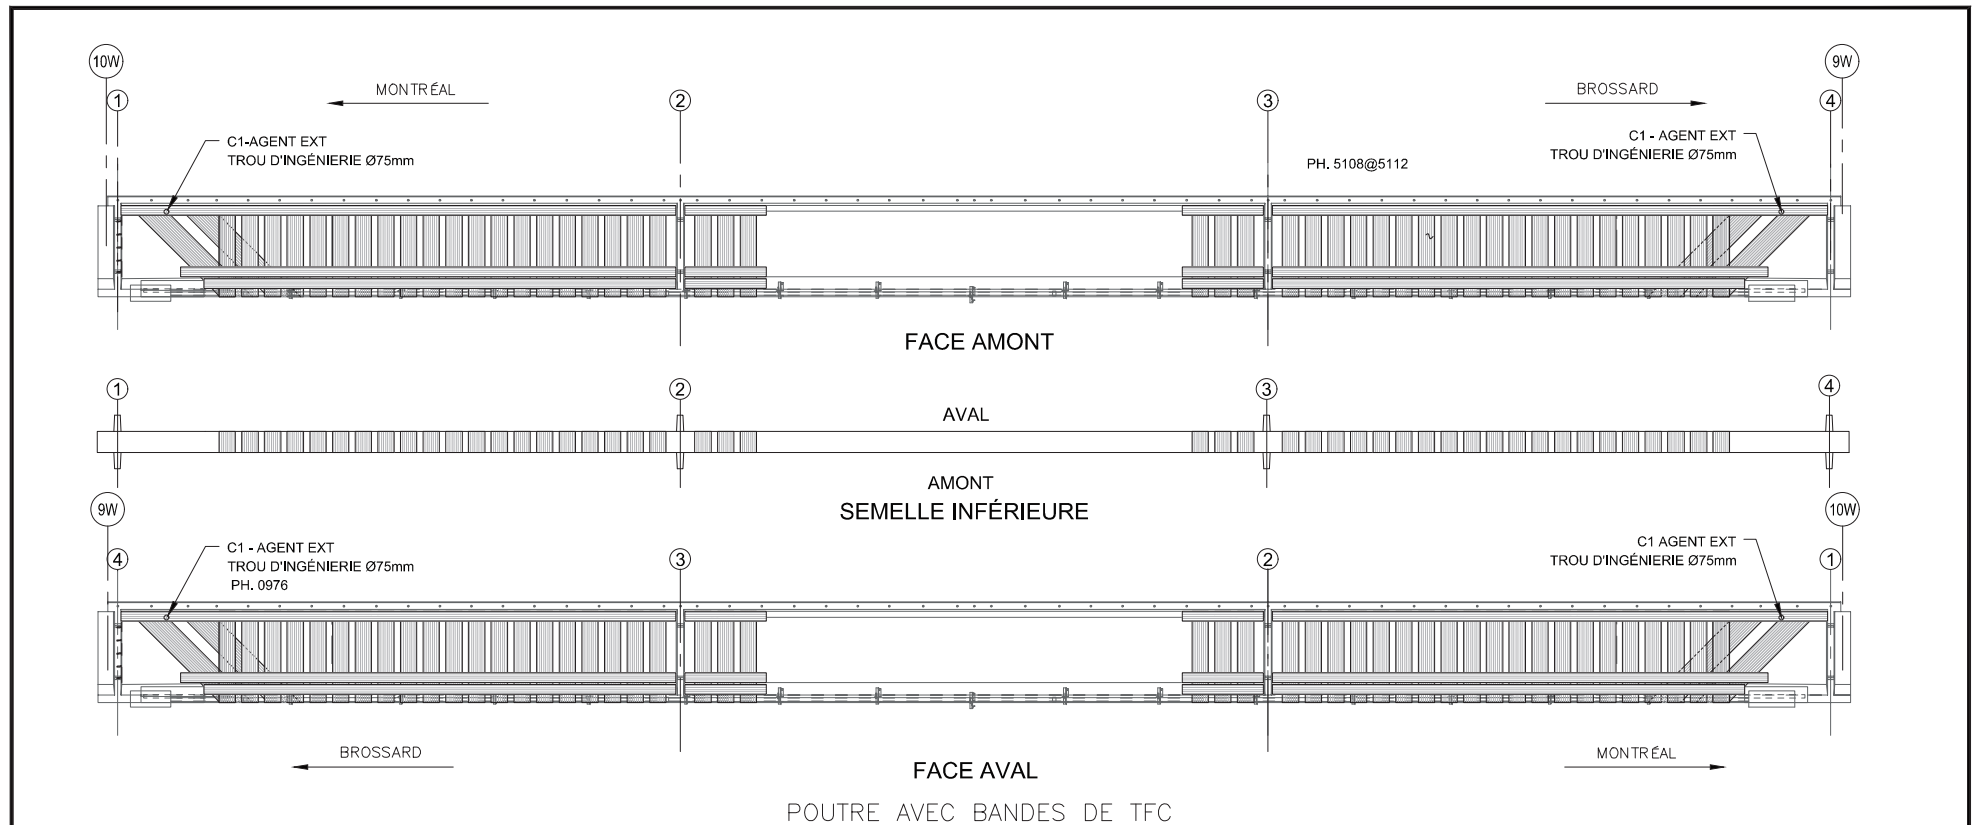 10W
9W
MONTRÉAL
BROSSARD
1
2
3
4
C1-AGENT EXT
TROU D'INGÉNIERIE Ø75mm
C1 - AGENT EXT
TROU D'INGÉNIERIE Ø75mm
PH. 5108@5112
FACE AMONT
1
2
3
4
AVAL
AMONT
SEMELLE INFÉRIEURE
9W
10W
C1 - AGENT EXT
TROU D'INGÉNIERIE Ø75mm
PH. 0976
C1 AGENT EXT
TROU D'INGÉNIERIE Ø75mm
4
3
2
1
BROSSARD
MONTRÉAL
FACE AVAL
POUTRE AVEC BANDES DE TFC